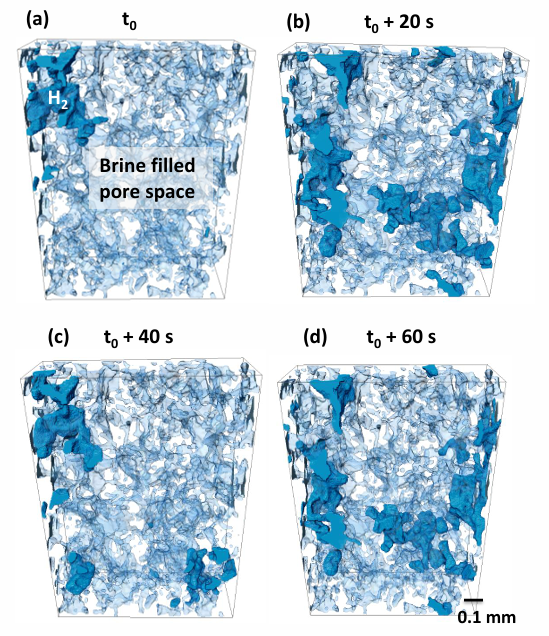 (a) t₀
(b) t₀ + 20 s
H₂
Brine filled
pore space
(c) t₀ + 40 s
(d) t₀ + 60 s
0.1 mm